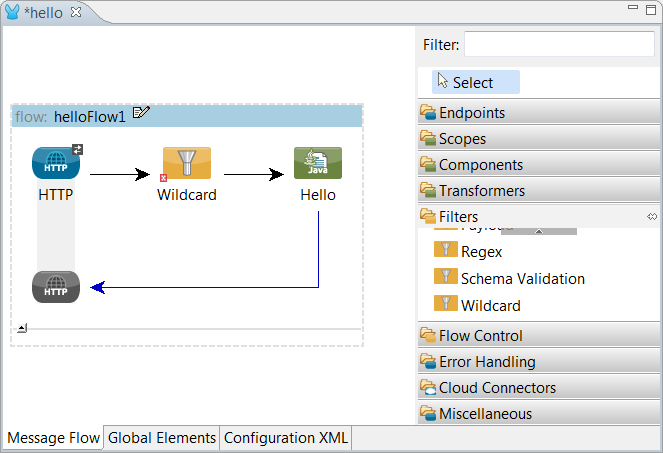 *hello
Filter:
Select
Endpoints
Scopes
Components
Transformers
Filters
Payload
Regex
Schema Validation
Wildcard
Flow Control
Error Handling
Cloud Connectors
Miscellaneous
flow: helloFlow1
HTTP
Java
HTTP
Wildcard
Hello
HTTP
Message Flow
Global Elements
Configuration XML